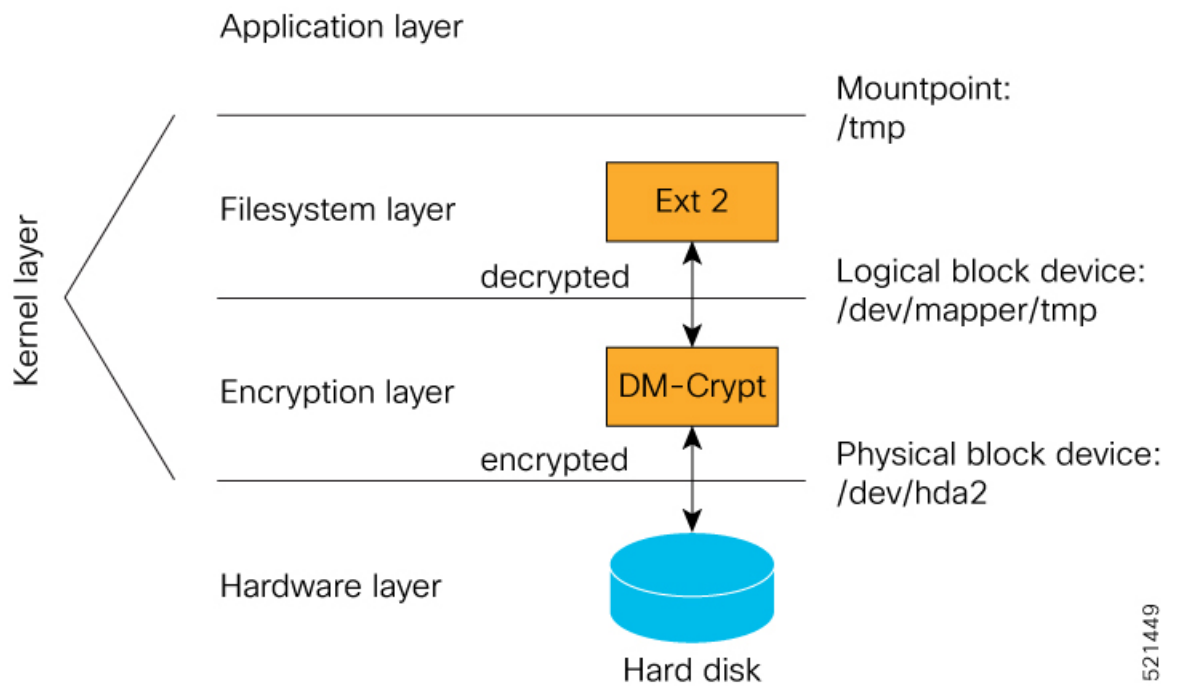 Application layer
Mountpoint:
/tmp
Kernel layer
Filesystem layer
Ext 2
decrypted
Logical block device:
/dev/mapper/tmp
Encryption layer
DM-Crypt
encrypted
Physical block device:
/dev/hda2
Hardware layer
Hard disk
521449